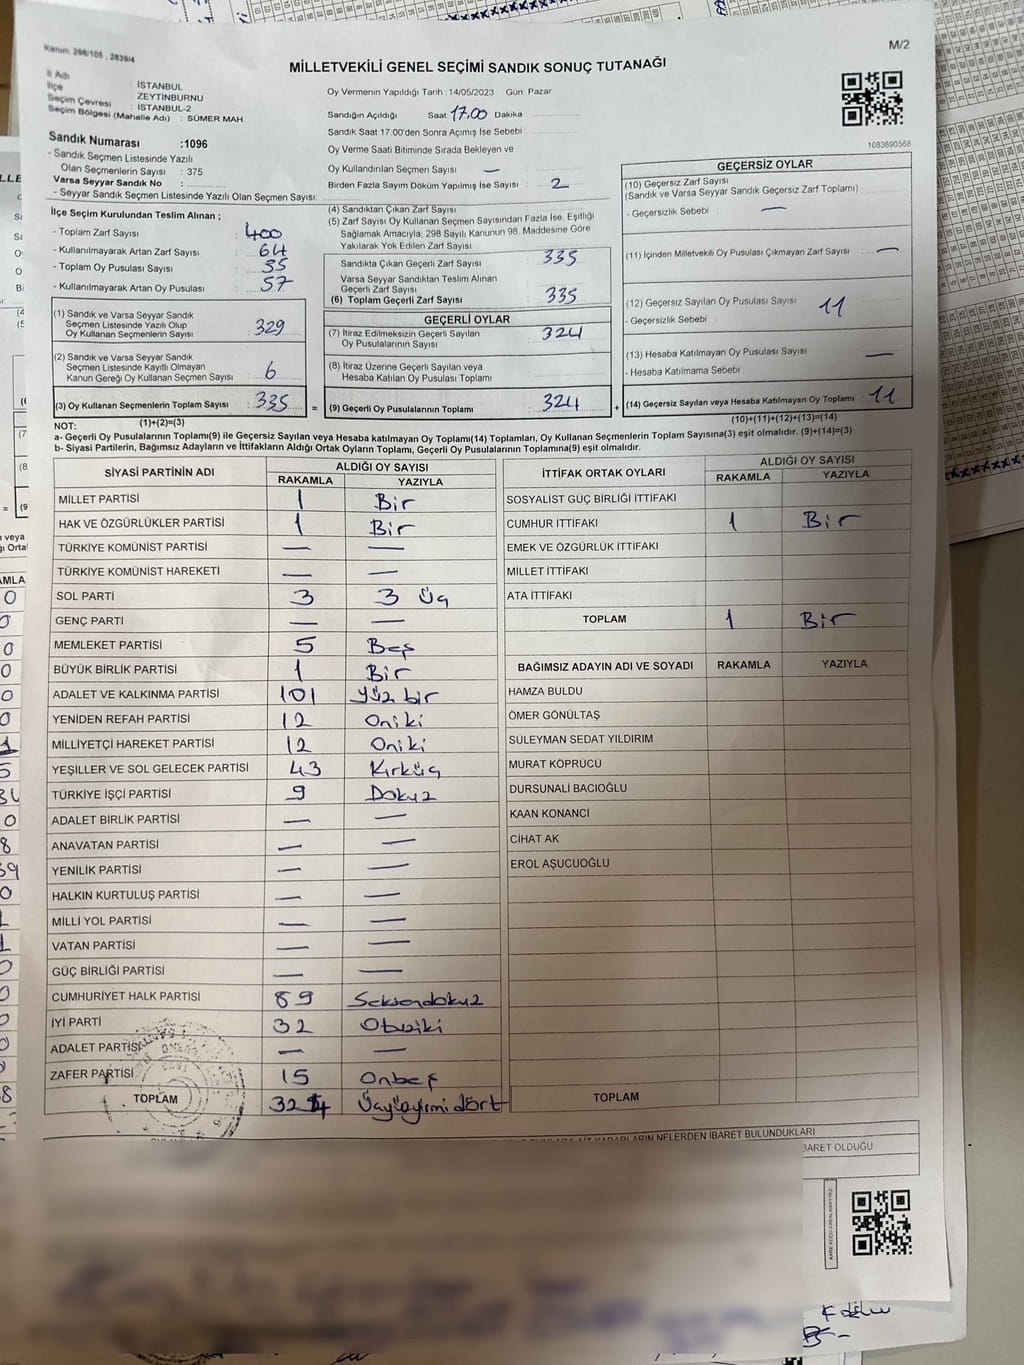 Kanun, 298/105 , 2839/4
M/2
MİLLETVEKİLİ GENEL SEÇİMİ SANDIK SONUÇ TUTANAĞI
İl Adı : İSTANBUL
İlçe : ZEYTİNBURNU
Seçim Çevresi : İSTANBUL-2
Seçim Bölgesi (Mahalle Adı) : SÜMER MAH.
Oy Vermenin Yapıldığı Tarih :14/05/2023 Gün Pazar
Sandığın Açıldığı Saat 17.00 Dakika
Sandık Saat 17:00'den Sonra Açımış İse Sebebi
Oy Verme Saati Bitiminde Sırada Bekleyen ve
Oy Kullandırılan Seçmen Sayısı —
Birden Fazla Sayım Döküm Yapılmış İse Sayısı 2
1083690568
Sandık Numarası :1096
- Sandık Seçmen Listesinde Yazılı
Olan Seçmenlerin Sayısı : 375
Varsa Seyyar Sandık No :
- Seyyar Sandık Seçmen Listesinde Yazılı Olan Seçmen Sayısı:
İlçe Seçim Kurulundan Teslim Alınan ;
- Toplam Zarf Sayısı : 400
- Kullanılmayarak Artan Zarf Sayısı : 64
- Toplam Oy Pusulası Sayısı : 35
- Kullanılmayarak Artan Oy Pusulası : 57
(1) Sandık ve Varsa Seyyar Sandık
Seçmen Listesinde Yazılı Olup
Oy Kullanan Seçmenlerin Sayısı : 329
(2) Sandık ve Varsa Seyyar Sandık
Seçmen Listesinde Kayıtlı Olmayan
Kanun Gereği Oy Kullanan Seçmen Sayısı : 6
(3) Oy Kullanan Seçmenlerin Toplam Sayısı : 335
(1)+(2)=(3)
(4) Sandıktan Çıkan Zarf Sayısı
(5) Zarf Sayısı Oy Kullanan Seçmen Sayısından Fazla İse, Eşitliği
Sağlamak Amacıyla, 298 Sayılı Kanunun 98. Maddesine Göre
Yakılarak Yok Edilen Zarf Sayısı
Sandıkta Çıkan Geçerli Zarf Sayısı : 335
Varsa Seyyar Sandıktan Teslim Alınan
Geçerli Zarf Sayısı
(6) Toplam Geçerli Zarf Sayısı : 335
GEÇERLİ OYLAR
(7) İtiraz Edilmeksizin Geçerli Sayılan
Oy Pusulalarının Sayısı : 324
(8) İtiraz Üzerine Geçerli Sayılan veya
Hesaba Katılan Oy Pusulası Toplamı
= (9) Geçerli Oy Pusulalarının Toplamı : 324
GEÇERSİZ OYLAR
(10) Geçersiz Zarf Sayısı
(Sandık ve Varsa Seyyar Sandık Geçersiz Zarf Toplamı) :
- Geçersizlik Sebebi : —
(11) İçinden Milletvekili Oy Pusulası Çıkmayan Zarf Sayısı : —
(12) Geçersiz Sayılan Oy Pusulası Sayısı : 11
- Geçersizlik Sebebi :
(13) Hesaba Katılmayan Oy Pusulası Sayısı : —
- Hesaba Katılmama Sebebi :
+ (14) Geçersiz Sayılan veya Hesaba Katılmayan Oy Toplamı : 11
(10)+(11)+(12)+(13)=(14)
NOT:
a- Geçerli Oy Pusulalarının Toplamı(9) ile Geçersiz Sayılan veya Hesaba katılmayan Oy Toplamı(14) Toplamları, Oy Kullanan Seçmenlerin Toplam Sayısına(3) eşit olmalıdır. (9)+(14)=(3)
b- Siyasi Partilerin, Bağımsız Adayların ve İttifakların Aldığı Ortak Oyların Toplamı, Geçerli Oy Pusulalarının Toplamına(9) eşit olmalıdır.
SİYASİ PARTİNİN ADI ALDIĞI OY SAYISI
RAKAMLA YAZIYLA
MİLLET PARTİSİ 1 Bir
HAK VE ÖZGÜRLÜKLER PARTİSİ 1 Bir
TÜRKİYE KOMÜNİST PARTİSİ — —
TÜRKİYE KOMÜNİST HAREKETİ — —
SOL PARTİ 3 3 Üç
GENÇ PARTİ — —
MEMLEKET PARTİSİ 5 Beş
BÜYÜK BİRLİK PARTİSİ 1 Bir
ADALET VE KALKINMA PARTİSİ 101 Yüz bir
YENİDEN REFAH PARTİSİ 12 Oniki
MİLLİYETÇİ HAREKET PARTİSİ 12 Oniki
YEŞİLLER VE SOL GELECEK PARTİSİ 43 Kırküç
TÜRKİYE İŞÇİ PARTİSİ 9 Dokuz
ADALET BİRLİK PARTİSİ — —
ANAVATAN PARTİSİ — —
YENİLİK PARTİSİ — —
HALKIN KURTULUŞ PARTİSİ — —
MİLLİ YOL PARTİSİ — —
VATAN PARTİSİ — —
GÜÇ BİRLİĞİ PARTİSİ — —
CUMHURİYET HALK PARTİSİ 89 Seksendokuz
İYİ PARTİ 32 Otuziki
ADALET PARTİSİ — —
ZAFER PARTİSİ 15 Onbeş
TOPLAM 324 Üçyüzyirmi dört
İTTİFAK ORTAK OYLARI ALDIĞI OY SAYISI
RAKAMLA YAZIYLA
SOSYALİST GÜÇ BİRLİĞİ İTTİFAKI
CUMHUR İTTİFAKI 1 Bir
EMEK VE ÖZGÜRLÜK İTTİFAKI
MİLLET İTTİFAKI
ATA İTTİFAKI
TOPLAM 1 Bir
BAĞIMSIZ ADAYIN ADI VE SOYADI RAKAMLA YAZIYLA
HAMZA BULDU
ÖMER GÖNÜLTAŞ
SÜLEYMAN SEDAT YILDIRIM
MURAT KÖPRÜCÜ
DURSUNALİ BACIOĞLU
KAAN KONANCİ
CİHAT AK
EROL AŞUCUOĞLU
TOPLAM
NELERDEN İBARET BULUNDUKLARI
BARET OLDUĞU